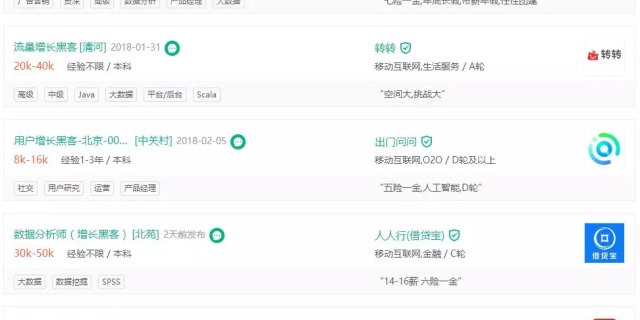 广告营销 资深 高级 数据分析 产品经理 大数据
七险一金,年底长假,带薪年假,任性团建
流量增长黑客 [清河] 2018-01-31
转转
20k-40k 经验不限 / 本科
移动互联网,生活服务 / A轮
转转
高级 中级 Java 大数据 平台/后台 Scala
“空间大,挑战大”
用户增长黑客-北京-00... [中关村] 2018-02-05
出门问问
8k-16k 经验1-3年 / 本科
移动互联网,O2O / D轮及以上
社交 用户研究 运营 产品经理
“五险一金,人工智能,D轮”
数据分析师（增长黑客） [北苑] 2天前发布
人人行(借贷宝)
30k-50k 经验不限 / 本科
移动互联网,金融 / C轮
借贷宝
大数据 数据挖掘 SPSS
“14-16薪 六险一金”